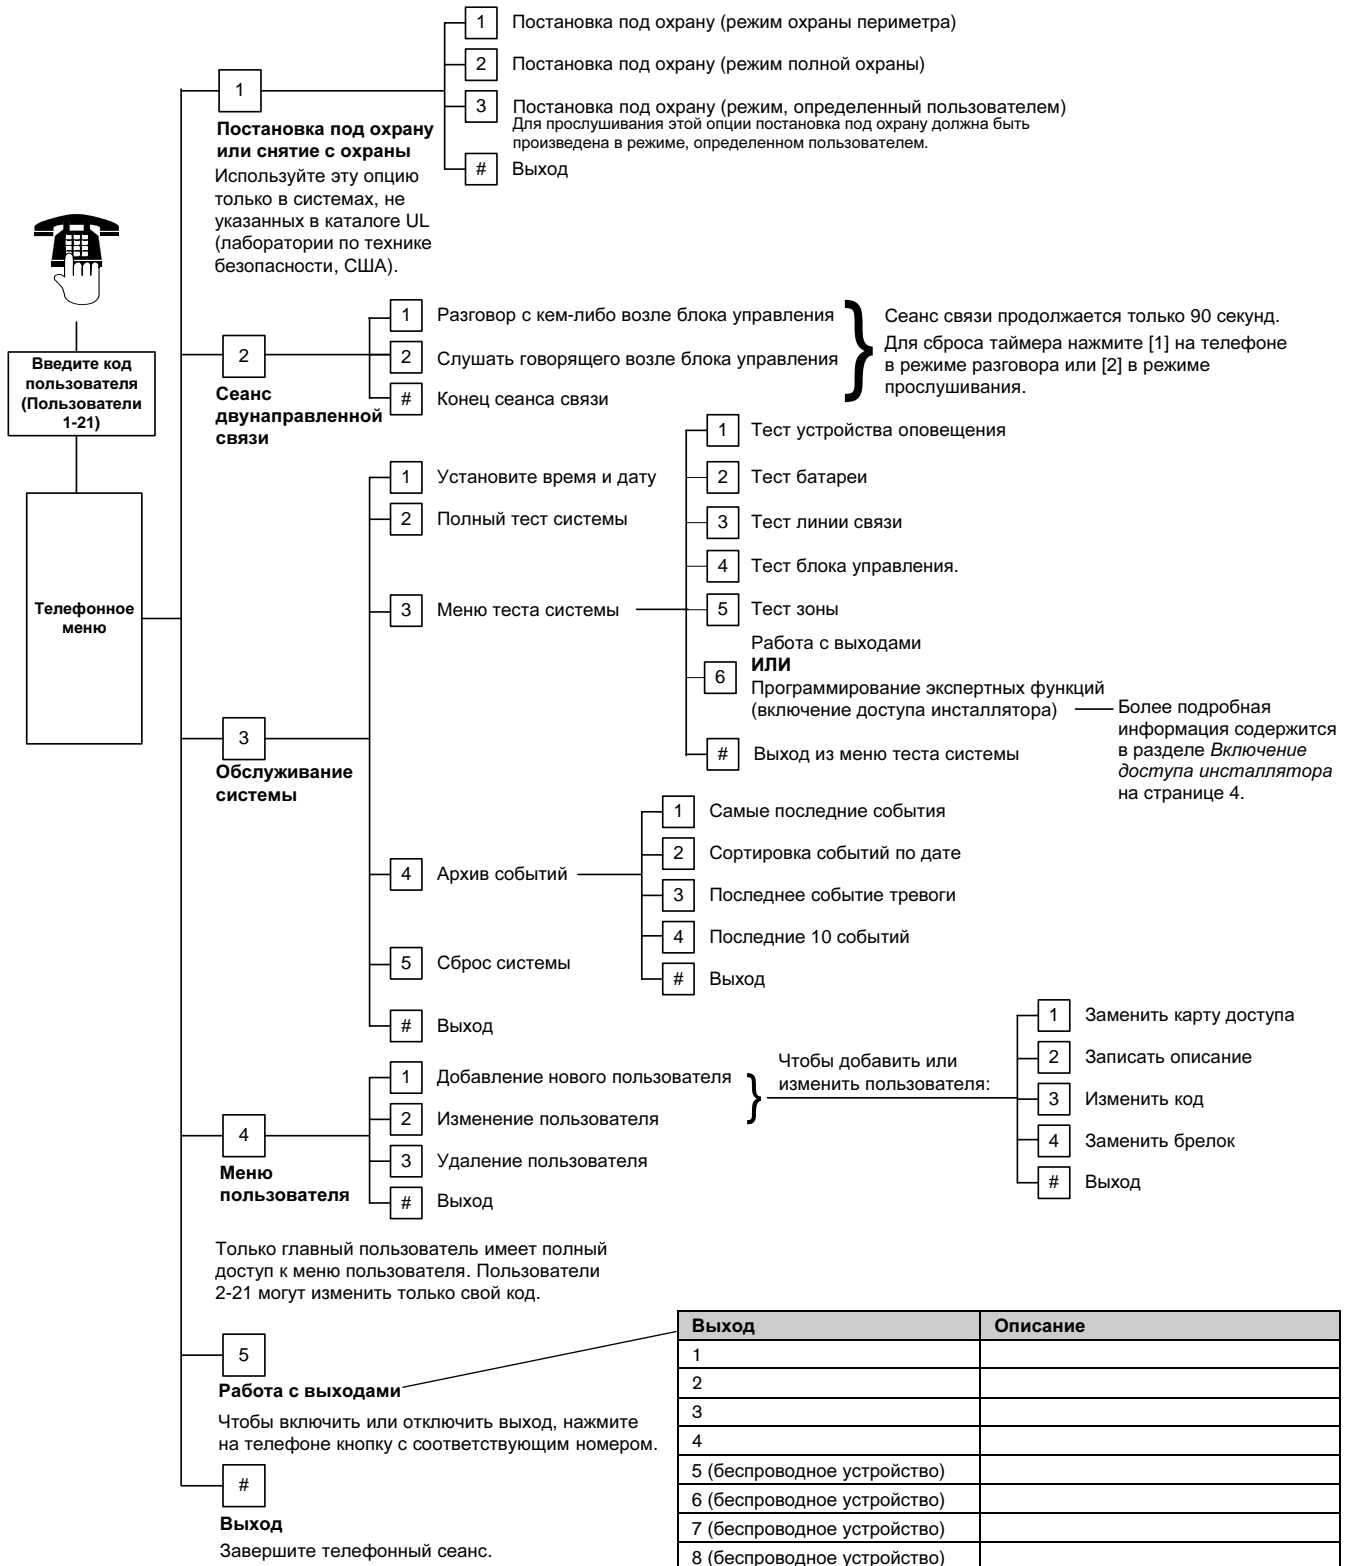 1 Постановка под охрану (режим охраны периметра)
2 Постановка под охрану (режим полной охраны)
3 Постановка под охрану (режим, определенный пользователем)
Для прослушивания этой опции постановка под охрану должна быть
произведена в режиме, определенном пользователем.
# Выход
1
Постановка под охрану
или снятие с охраны
Используйте эту опцию
только в системах, не
указанных в каталоге UL
(лаборатории по технике
безопасности, США).
Введите код
пользователя
(Пользователи
1-21)
Телефонное
меню
2
Сеанс
двунаправленной
связи
1 Разговор с кем-либо возле блока управления
2 Слушать говорящего возле блока управления
# Конец сеанса связи
Сеанс связи продолжается только 90 секунд.
Для сброса таймера нажмите [1] на телефоне
в режиме разговора или [2] в режиме
прослушивания.
3
Обслуживание
системы
1 Установите время и дату
2 Полный тест системы
3 Меню теста системы
1 Тест устройства оповещения
2 Тест батареи
3 Тест линии связи
4 Тест блока управления.
5 Тест зоны
6
Работа с выходами
ИЛИ
Программирование экспертных функций
(включение доступа инсталлятора)
Более подробная
информация содержится
в разделе Включение
доступа инсталлятора
на странице 4.
# Выход из меню теста системы
4 Архив событий
1 Самые последние события
2 Сортировка событий по дате
3 Последнее событие тревоги
4 Последние 10 событий
# Выход
5 Сброс системы
# Выход
4
Меню
пользователя
1 Добавление нового пользователя
2 Изменение пользователя
3 Удаление пользователя
# Выход
Чтобы добавить или
изменить пользователя:
1 Заменить карту доступа
2 Записать описание
3 Изменить код
4 Заменить брелок
# Выход
Только главный пользователь имеет полный
доступ к меню пользователя. Пользователи
2-21 могут изменить только свой код.
5
Работа с выходами
Чтобы включить или отключить выход, нажмите
на телефоне кнопку с соответствующим номером.
#
Выход
Завершите телефонный сеанс.
Выход Описание
1
2
3
4
5 (беспроводное устройство)
6 (беспроводное устройство)
7 (беспроводное устройство)
8 (беспроводное устройство)